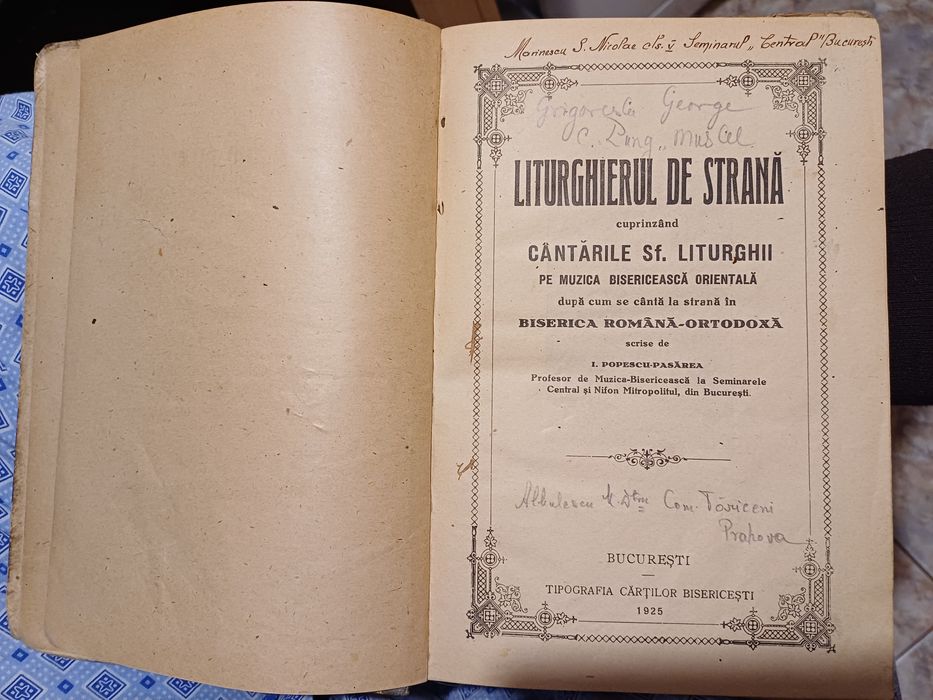 Marinescu S. Nicolae cls. V Seminarul „Central" București
Grigorescu George
C. Lung „Mușcel
LITURGHIERUL DE STRANĂ
cuprinzând
CÂNTĂRILE Sf. LITURGHII
PE MUZICA BISERICEASCĂ ORIENTALĂ
după cum se cântă la strană în
BISERICA ROMÂNĂ-ORTODOXĂ
scrise de
I. POPESCU-PASĂREA
Profesor de Muzica-Bisericească la Seminarele
Central și Nifon Mitropolitul, din București.
Albulescu Com.
Prahova
BUCUREȘTI
TIPOGRAFIA CĂRȚILOR BISERICEȘTI
1925